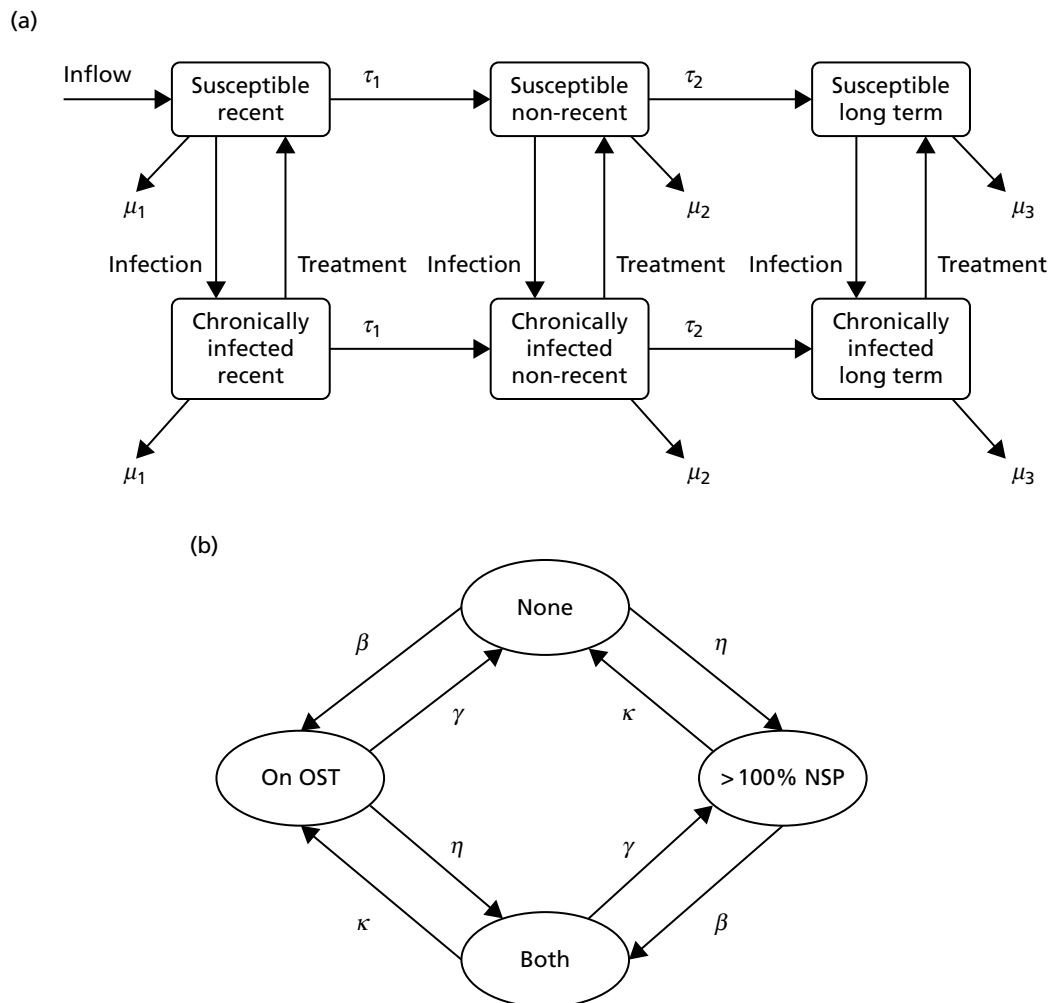 (a)
Inflow
Susceptible
recent
τ1
Susceptible
non-recent
τ2
Susceptible
long term
μ1
μ2
μ3
Infection
Treatment
Infection
Treatment
Infection
Treatment
Chronically
infected
recent
τ1
Chronically
infected
non-recent
τ2
Chronically
infected
long term
μ1
μ2
μ3
(b)
None
β
η
γ
κ
On OST
>100% NSP
η
γ
κ
β
Both